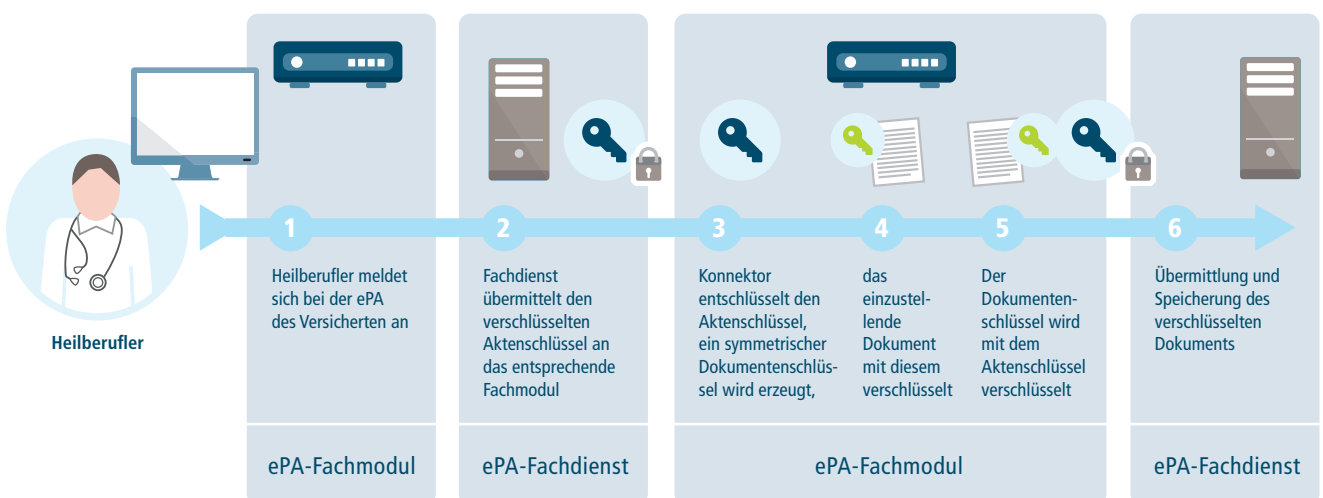 Heilberufler
1
Heilberufler meldet
sich bei der ePA
des Versicherten an
ePA-Fachmodul
2
Fachdienst
übermittelt den
verschlüsselten
Aktenschlüssel an
das entsprechende
Fachmodul
ePA-Fachdienst
3
Konnektor
entschlüsselt den
Aktenschlüssel,
ein symmetrischer
Dokumentenschlüs-
sel wird erzeugt,
4
das
einzustel-
lende
Dokument
mit diesem
verschlüsselt
5
Der
Dokumenten-
schlüssel wird
mit dem
Aktenschlüssel
verschlüsselt
ePA-Fachmodul
6
Übermittlung und
Speicherung des
verschlüsselten
Dokuments
ePA-Fachdienst